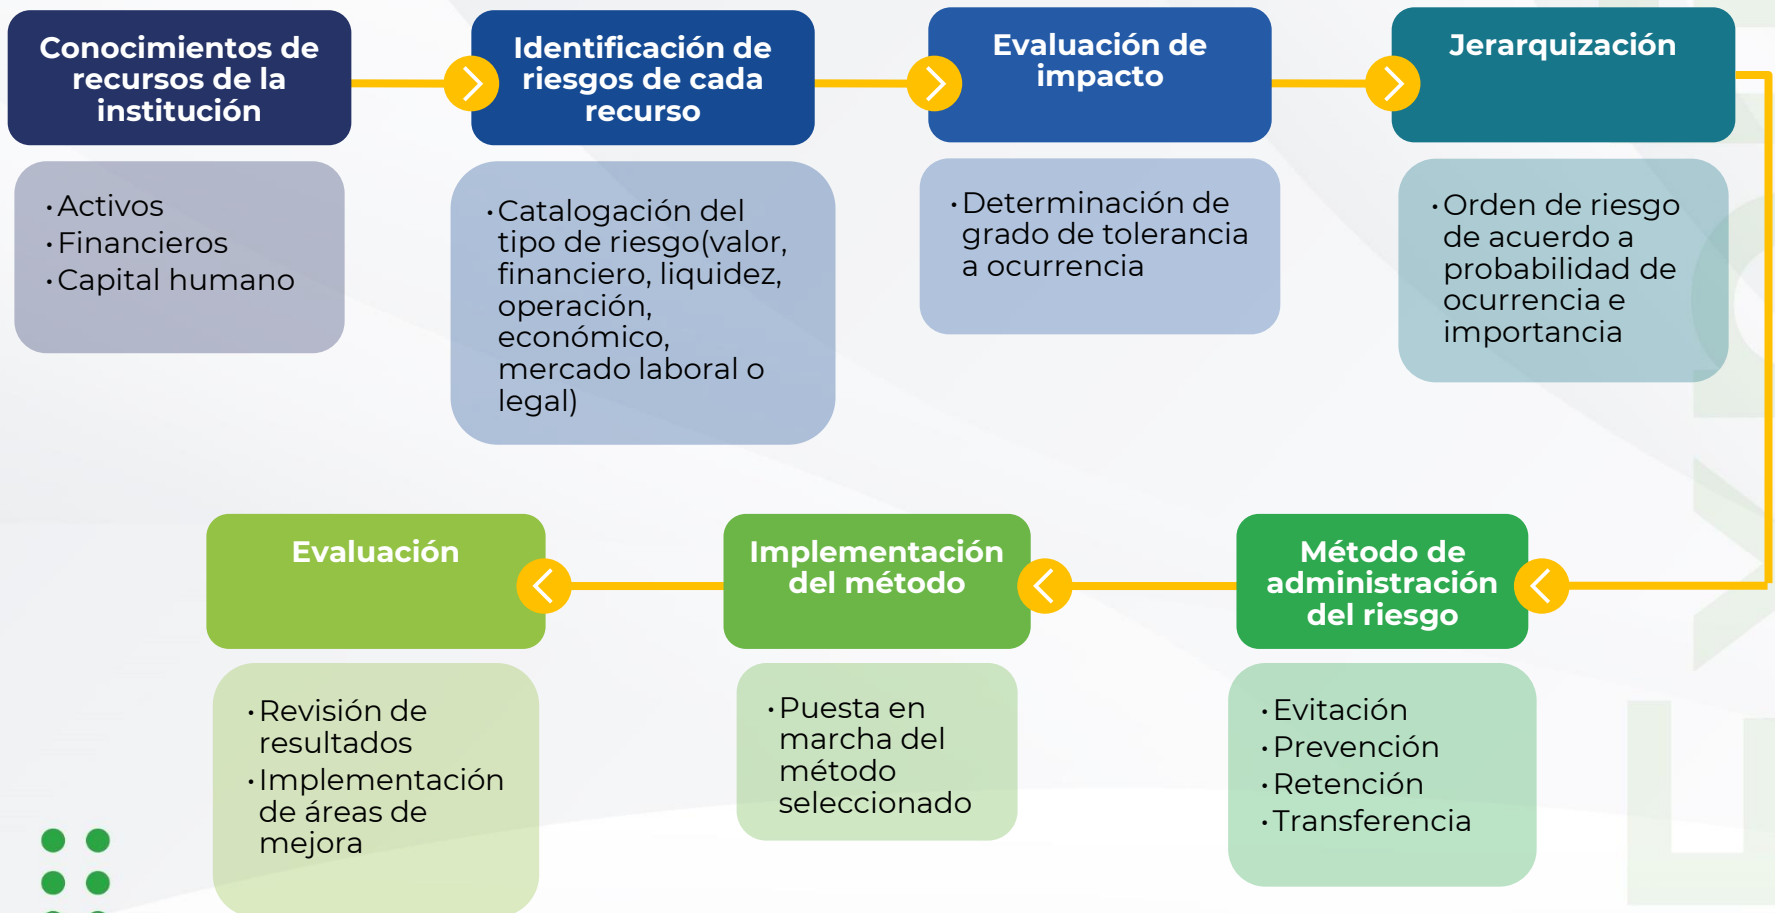 Conocimientos de
recursos de la
institución
·Activos
·Financieros
·Capital humano
Identificación de
riesgos de cada
recurso
·Catalogación del
tipo de riesgo(valor,
financiero, liquidez,
operación,
económico,
mercado laboral o
legal)
Evaluación de
impacto
·Determinación de
grado de tolerancia
a ocurrencia
Jerarquización
·Orden de riesgo
de acuerdo a
probabilidad de
ocurrencia e
importancia
Método de
administración
del riesgo
·Evitación
·Prevención
·Retención
·Transferencia
Implementación
del método
·Puesta en
marcha del
método
seleccionado
Evaluación
·Revisión de
resultados
·Implementación
de áreas de
mejora